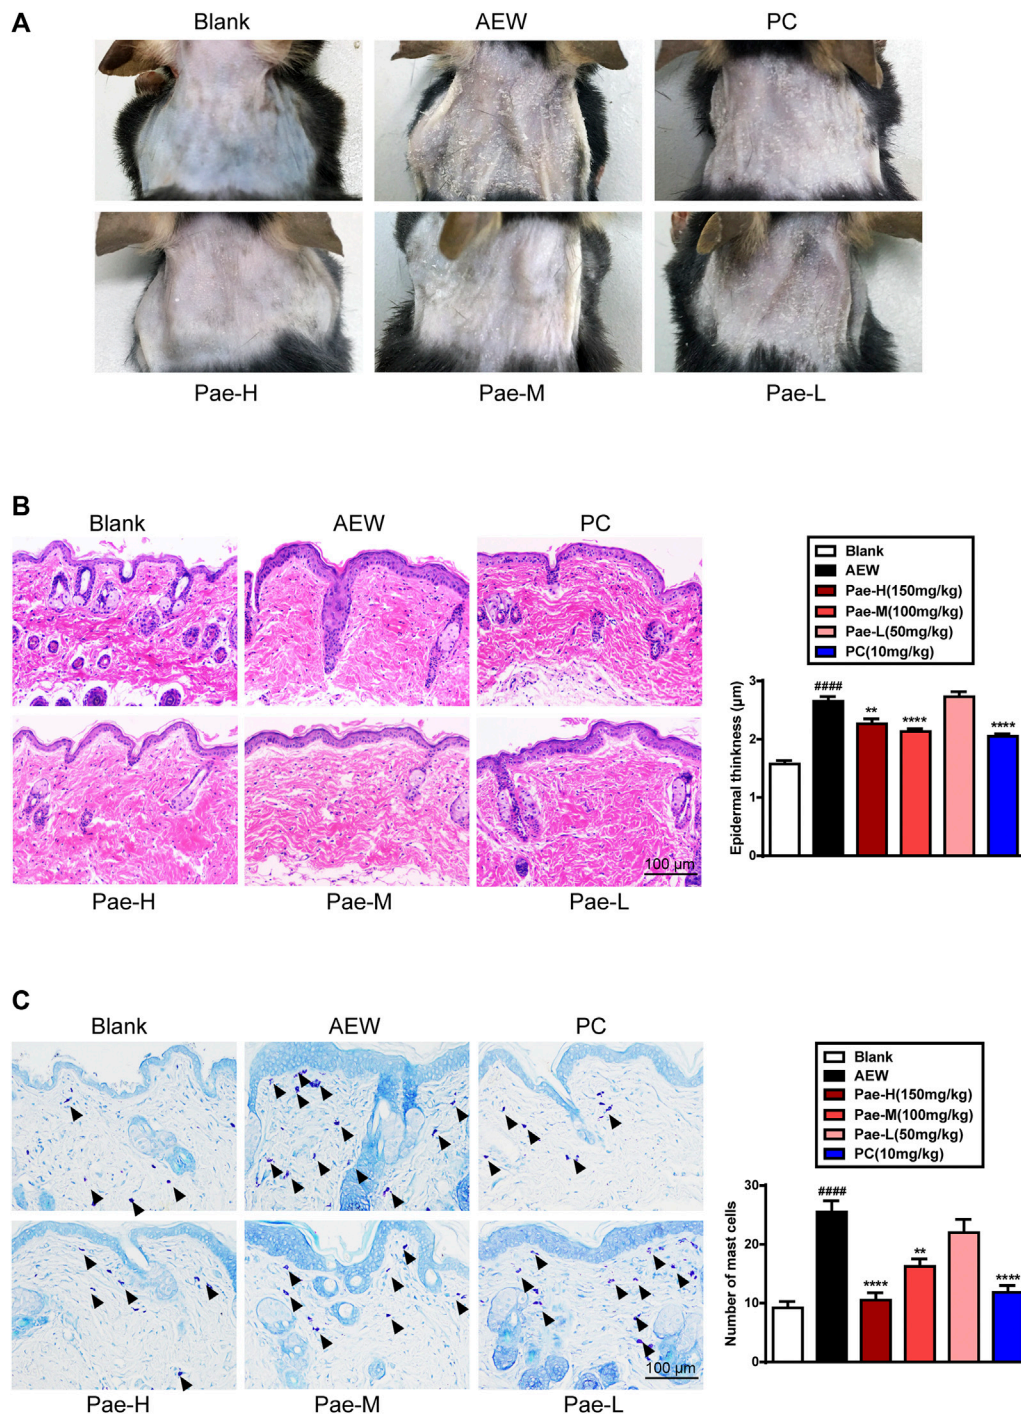 A
Blank AEW PC
Pae-H Pae-M Pae-L
B
Blank AEW PC
Blank
AEW
Pae-H(150mg/kg)
Pae-M(100mg/kg)
Pae-L(50mg/kg)
PC(10mg/kg)
Epidermal thinkness (μm)
3
2
1
0
####
**
****
****
100 μm
Pae-H Pae-M Pae-L
C
Blank AEW PC
Blank
AEW
Pae-H(150mg/kg)
Pae-M(100mg/kg)
Pae-L(50mg/kg)
PC(10mg/kg)
Number of mast cells
30
20
10
0
####
****
**
****
100 μm
Pae-H Pae-M Pae-L